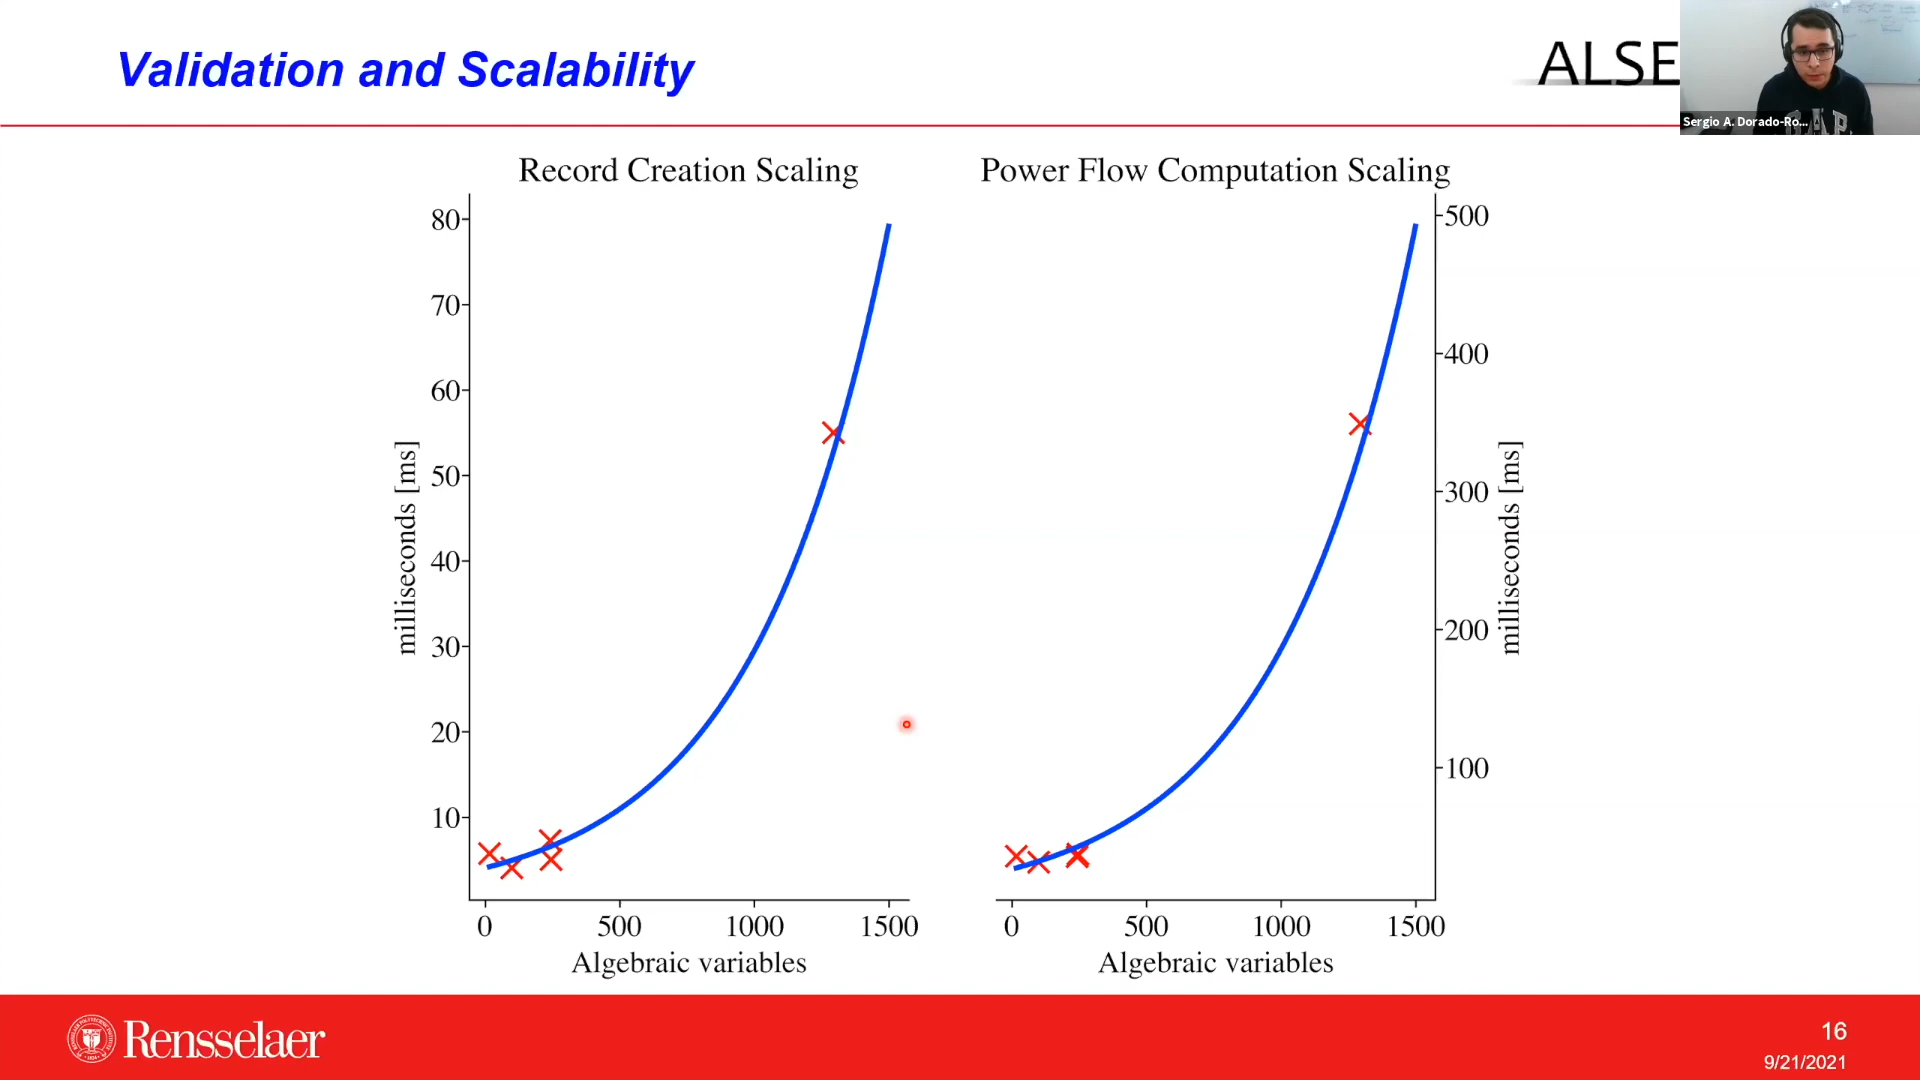 Validation and Scalability
ALSE
Sergio A. Dorado-Ro...
Record Creation Scaling
Power Flow Computation Scaling
80
70
60
50
40
30
20
10
milliseconds [ms]
0
500
1000
1500
Algebraic variables
500
400
300
200
100
milliseconds [ms]
0
500
1000
1500
Algebraic variables
Rensselaer
16
9/21/2021